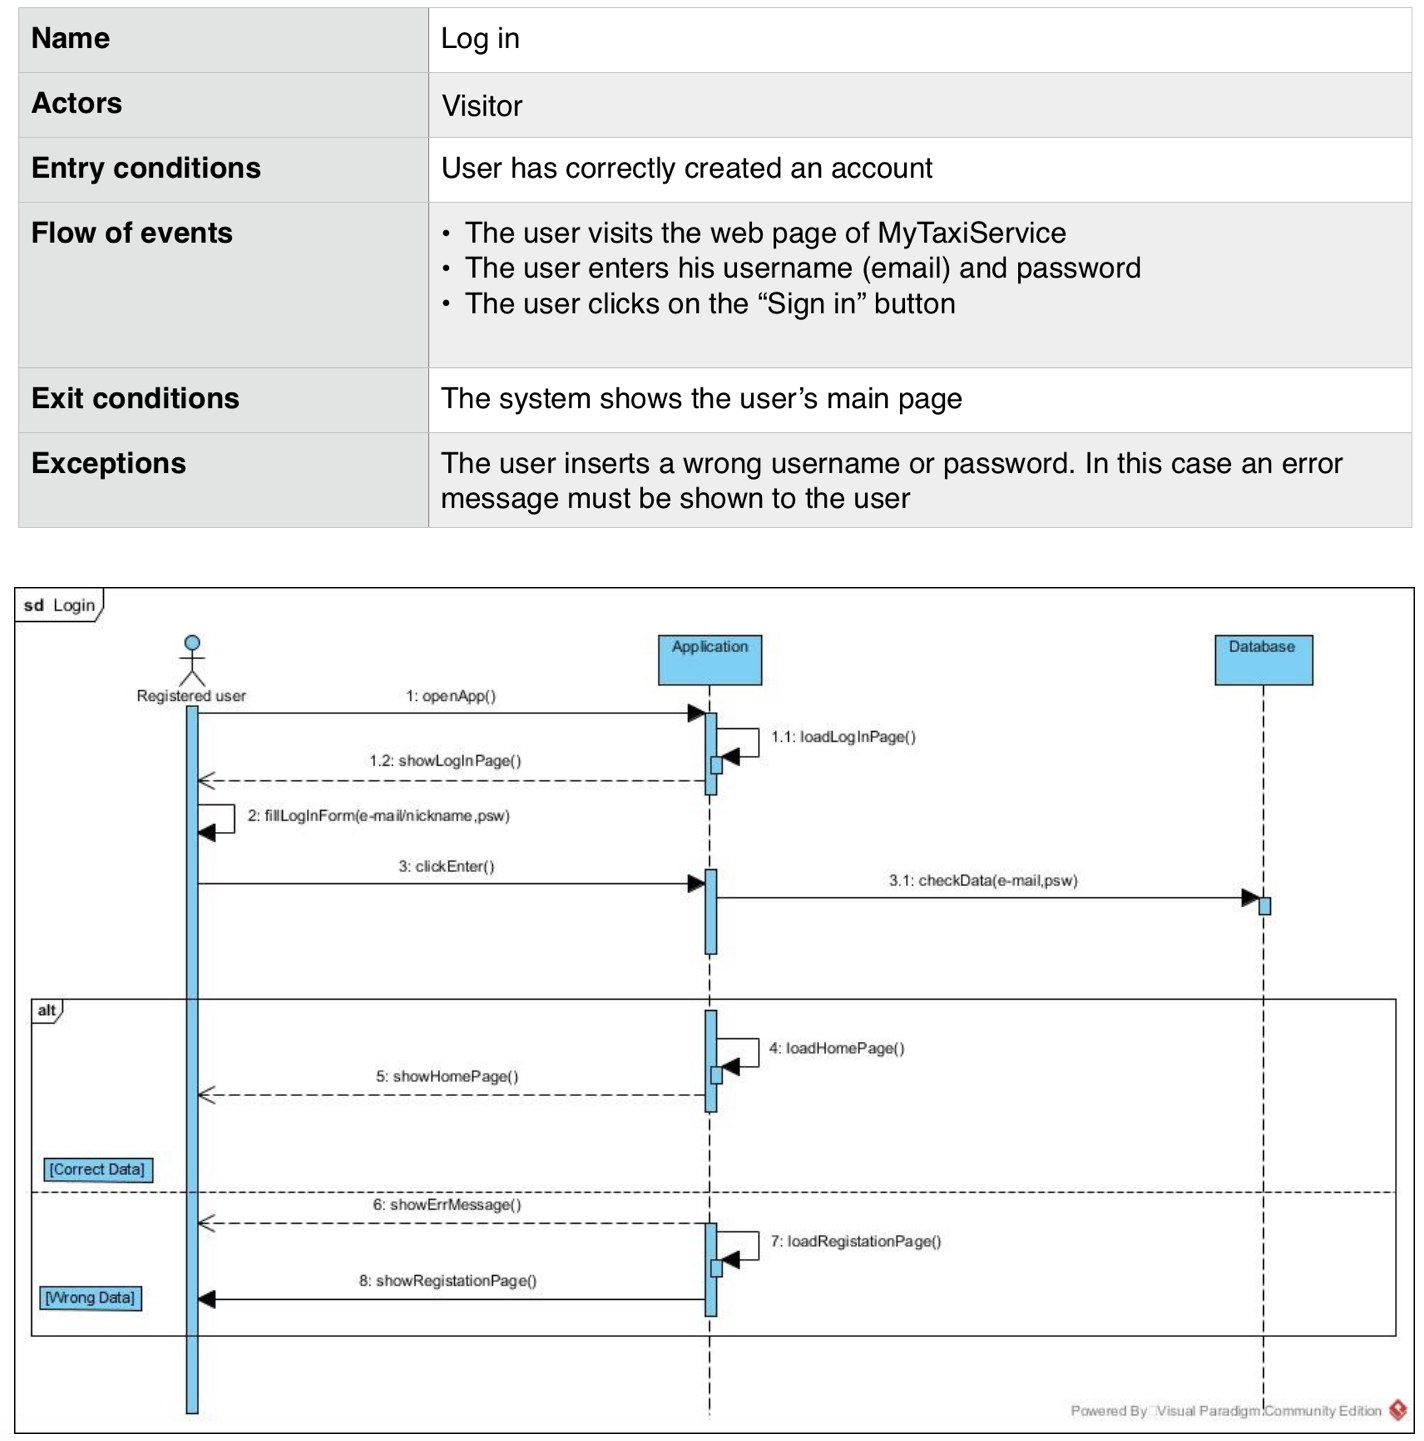 Name
Log in
Actors
Visitor
Entry conditions
User has correctly created an account
Flow of events
• The user visits the web page of MyTaxiService
• The user enters his username (email) and password
• The user clicks on the “Sign in” button
Exit conditions
The system shows the user’s main page
Exceptions
The user inserts a wrong username or password. In this case an error
message must be shown to the user
sd Login
Application
Database
Registered user
1: openApp()
1.1: loadLogInPage()
1.2: showLogInPage()
2: fillLogInForm(e-mail/nickname,psw)
3: clickEnter()
3.1: checkData(e-mail,psw)
alt
4: loadHomePage()
5: showHomePage()
[Correct Data]
6: showErrMessage()
7: loadRegistationPage()
8: showRegistationPage()
[Wrong Data]
Powered By Visual Paradigm Community Edition